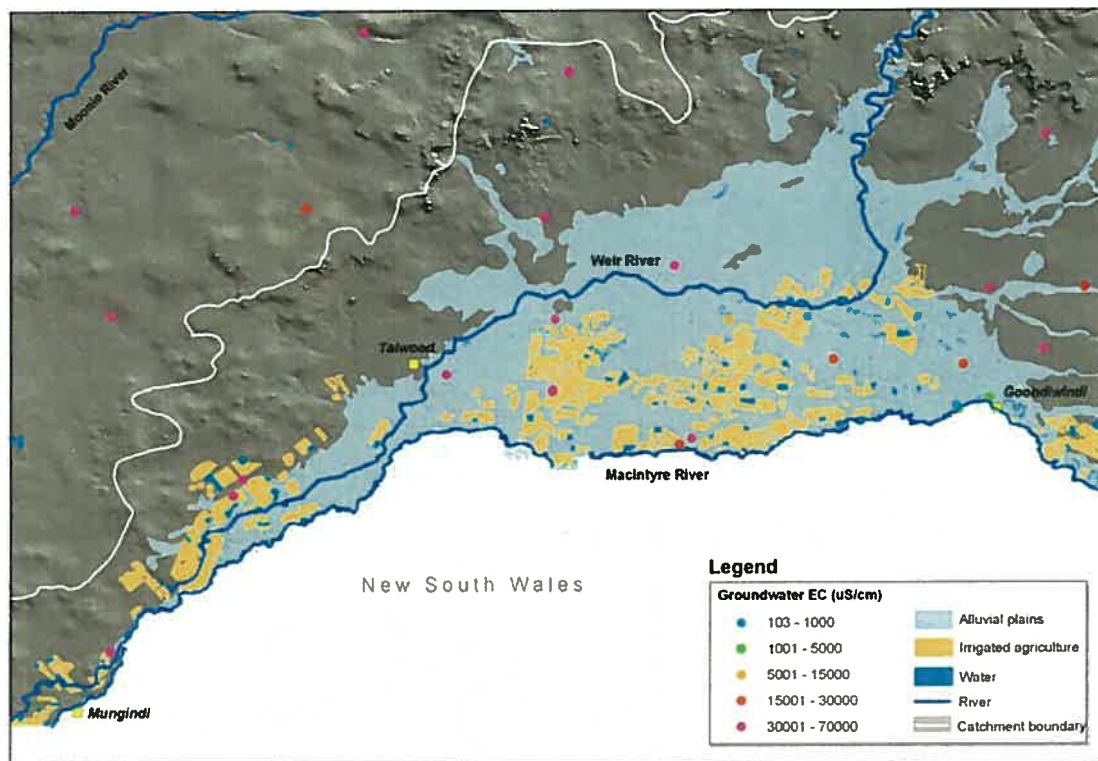 Moonie River
Weir River
Talwood
Goondiwindi
Macintyre River
New South Wales
Mungindi
Legend
Groundwater EC (uS/cm)
103 - 1000
1001 - 5000
5001 - 15000
15001 - 30000
30001 - 70000
Alluvial plains
Irrigated agriculture
Water
River
Catchment boundary